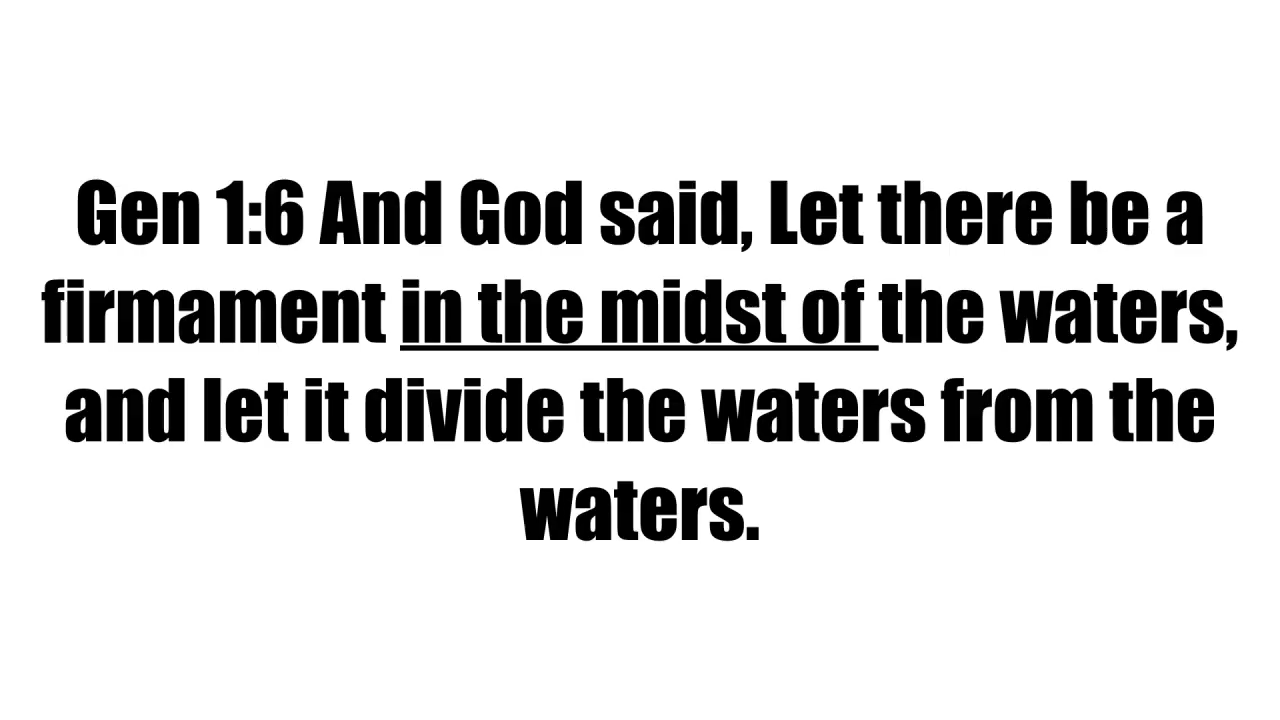 Gen 1:6 And God said, Let there be a
firmament in the midst of the waters,
and let it divide the waters from the
waters.